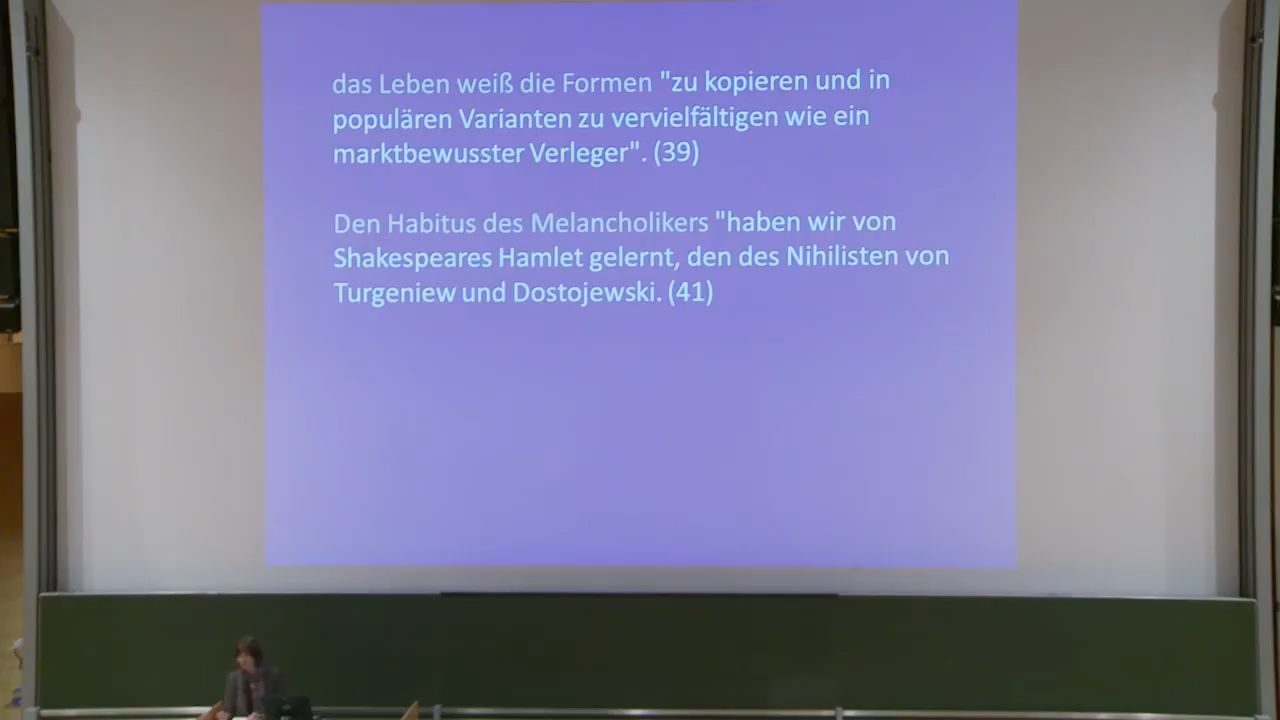 das Leben weiß die Formen "zu kopieren und in
populären Varianten zu vervielfältigen wie ein
marktbewusster Verleger". (39)
Den Habitus des Melancholikers "haben wir von
Shakespeares Hamlet gelernt, den des Nihilisten von
Turgeniew und Dostojewski. (41)